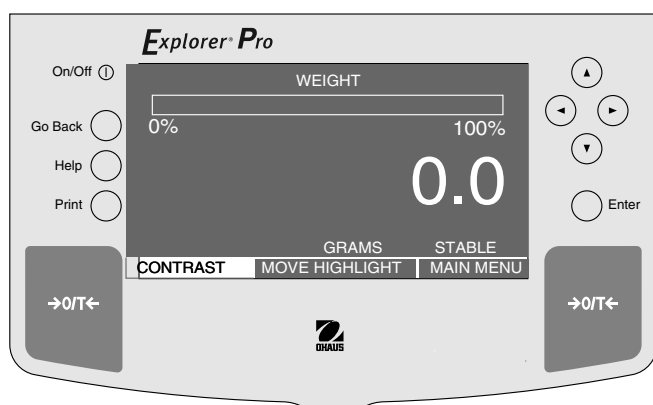 Explorer® Pro
On/Off
WEIGHT
Go Back
0% 100%
Help
0.0
Print
Enter
GRAMS STABLE
CONTRAST MOVE HIGHLIGHT MAIN MENU
→0/T← →0/T←
OHAUS